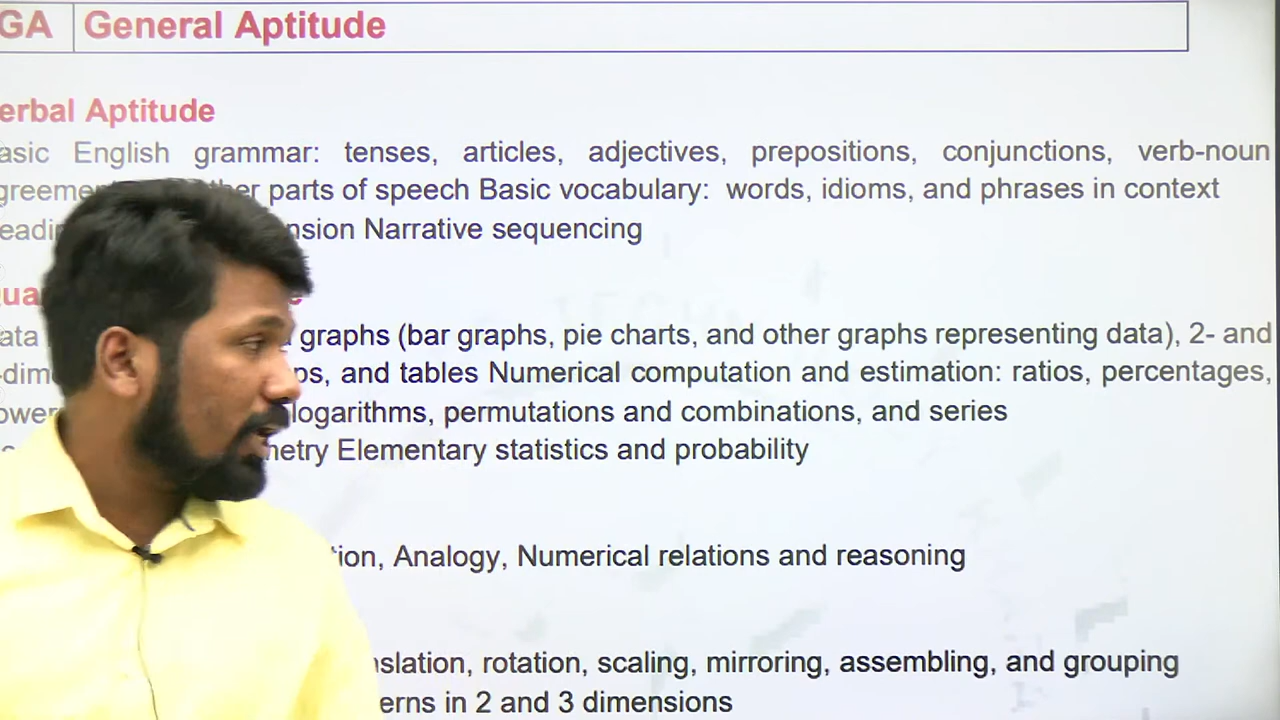 GA General Aptitude
erbal Aptitude
asic English grammar: tenses, articles, adjectives, prepositions, conjunctions, verb-noun
greemen ther parts of speech Basic vocabulary: words, idioms, and phrases in context
eadin nsion Narrative sequencing
ua e
ata graphs (bar graphs, pie charts, and other graphs representing data), 2- and
-dime ps, and tables Numerical computation and estimation: ratios, percentages,
ower logarithms, permutations and combinations, and series
netry Elementary statistics and probability
tion, Analogy, Numerical relations and reasoning
nslation, rotation, scaling, mirroring, assembling, and grouping
erns in 2 and 3 dimensions